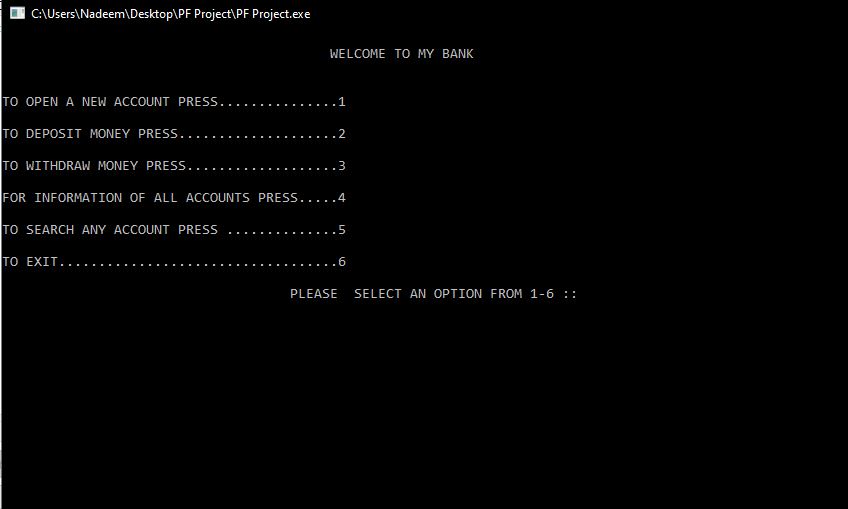 C:\Users\Nadeem\Desktop\PF Project\PF Project.exe
WELCOME TO MY BANK
TO OPEN A NEW ACCOUNT PRESS...............1
TO DEPOSIT MONEY PRESS....................2
TO WITHDRAW MONEY PRESS...................3
FOR INFORMATION OF ALL ACCOUNTS PRESS.....4
TO SEARCH ANY ACCOUNT PRESS ..............5
TO EXIT...................................6
PLEASE  SELECT AN OPTION FROM 1-6 ::